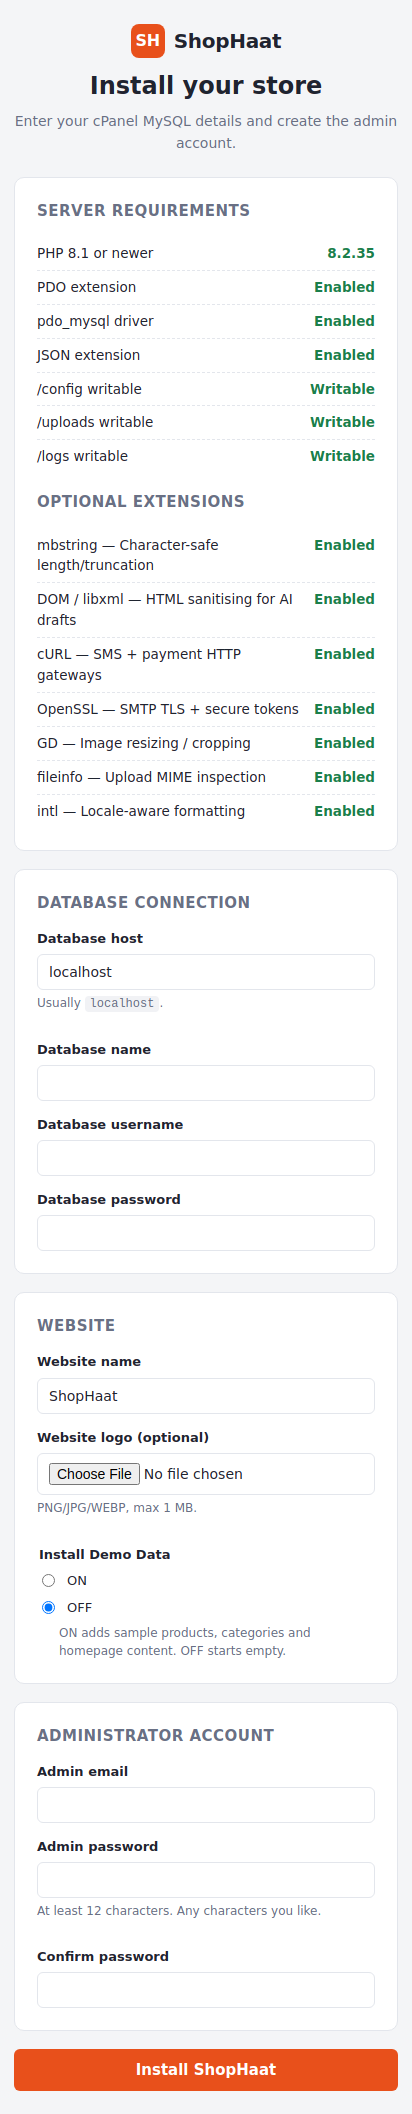 SH ShopHaat
Install your store
Enter your cPanel MySQL details and create the admin
account.
SERVER REQUIREMENTS
PHP 8.1 or newer 8.2.35
PDO extension Enabled
pdo_mysql driver Enabled
JSON extension Enabled
/config writable Writable
/uploads writable Writable
/logs writable Writable
OPTIONAL EXTENSIONS
mbstring — Character-safe Enabled
length/truncation
DOM / libxml — HTML sanitising for AI Enabled
drafts
cURL — SMS + payment HTTP Enabled
gateways
OpenSSL — SMTP TLS + secure tokens Enabled
GD — Image resizing / cropping Enabled
fileinfo — Upload MIME inspection Enabled
intl — Locale-aware formatting Enabled
DATABASE CONNECTION
Database host
localhost
Usually localhost.
Database name
Database username
Database password
WEBSITE
Website name
ShopHaat
Website logo (optional)
Choose File No file chosen
PNG/JPG/WEBP, max 1 MB.
Install Demo Data
ON
OFF
ON adds sample products, categories and
homepage content. OFF starts empty.
ADMINISTRATOR ACCOUNT
Admin email
Admin password
At least 12 characters. Any characters you like.
Confirm password
Install ShopHaat